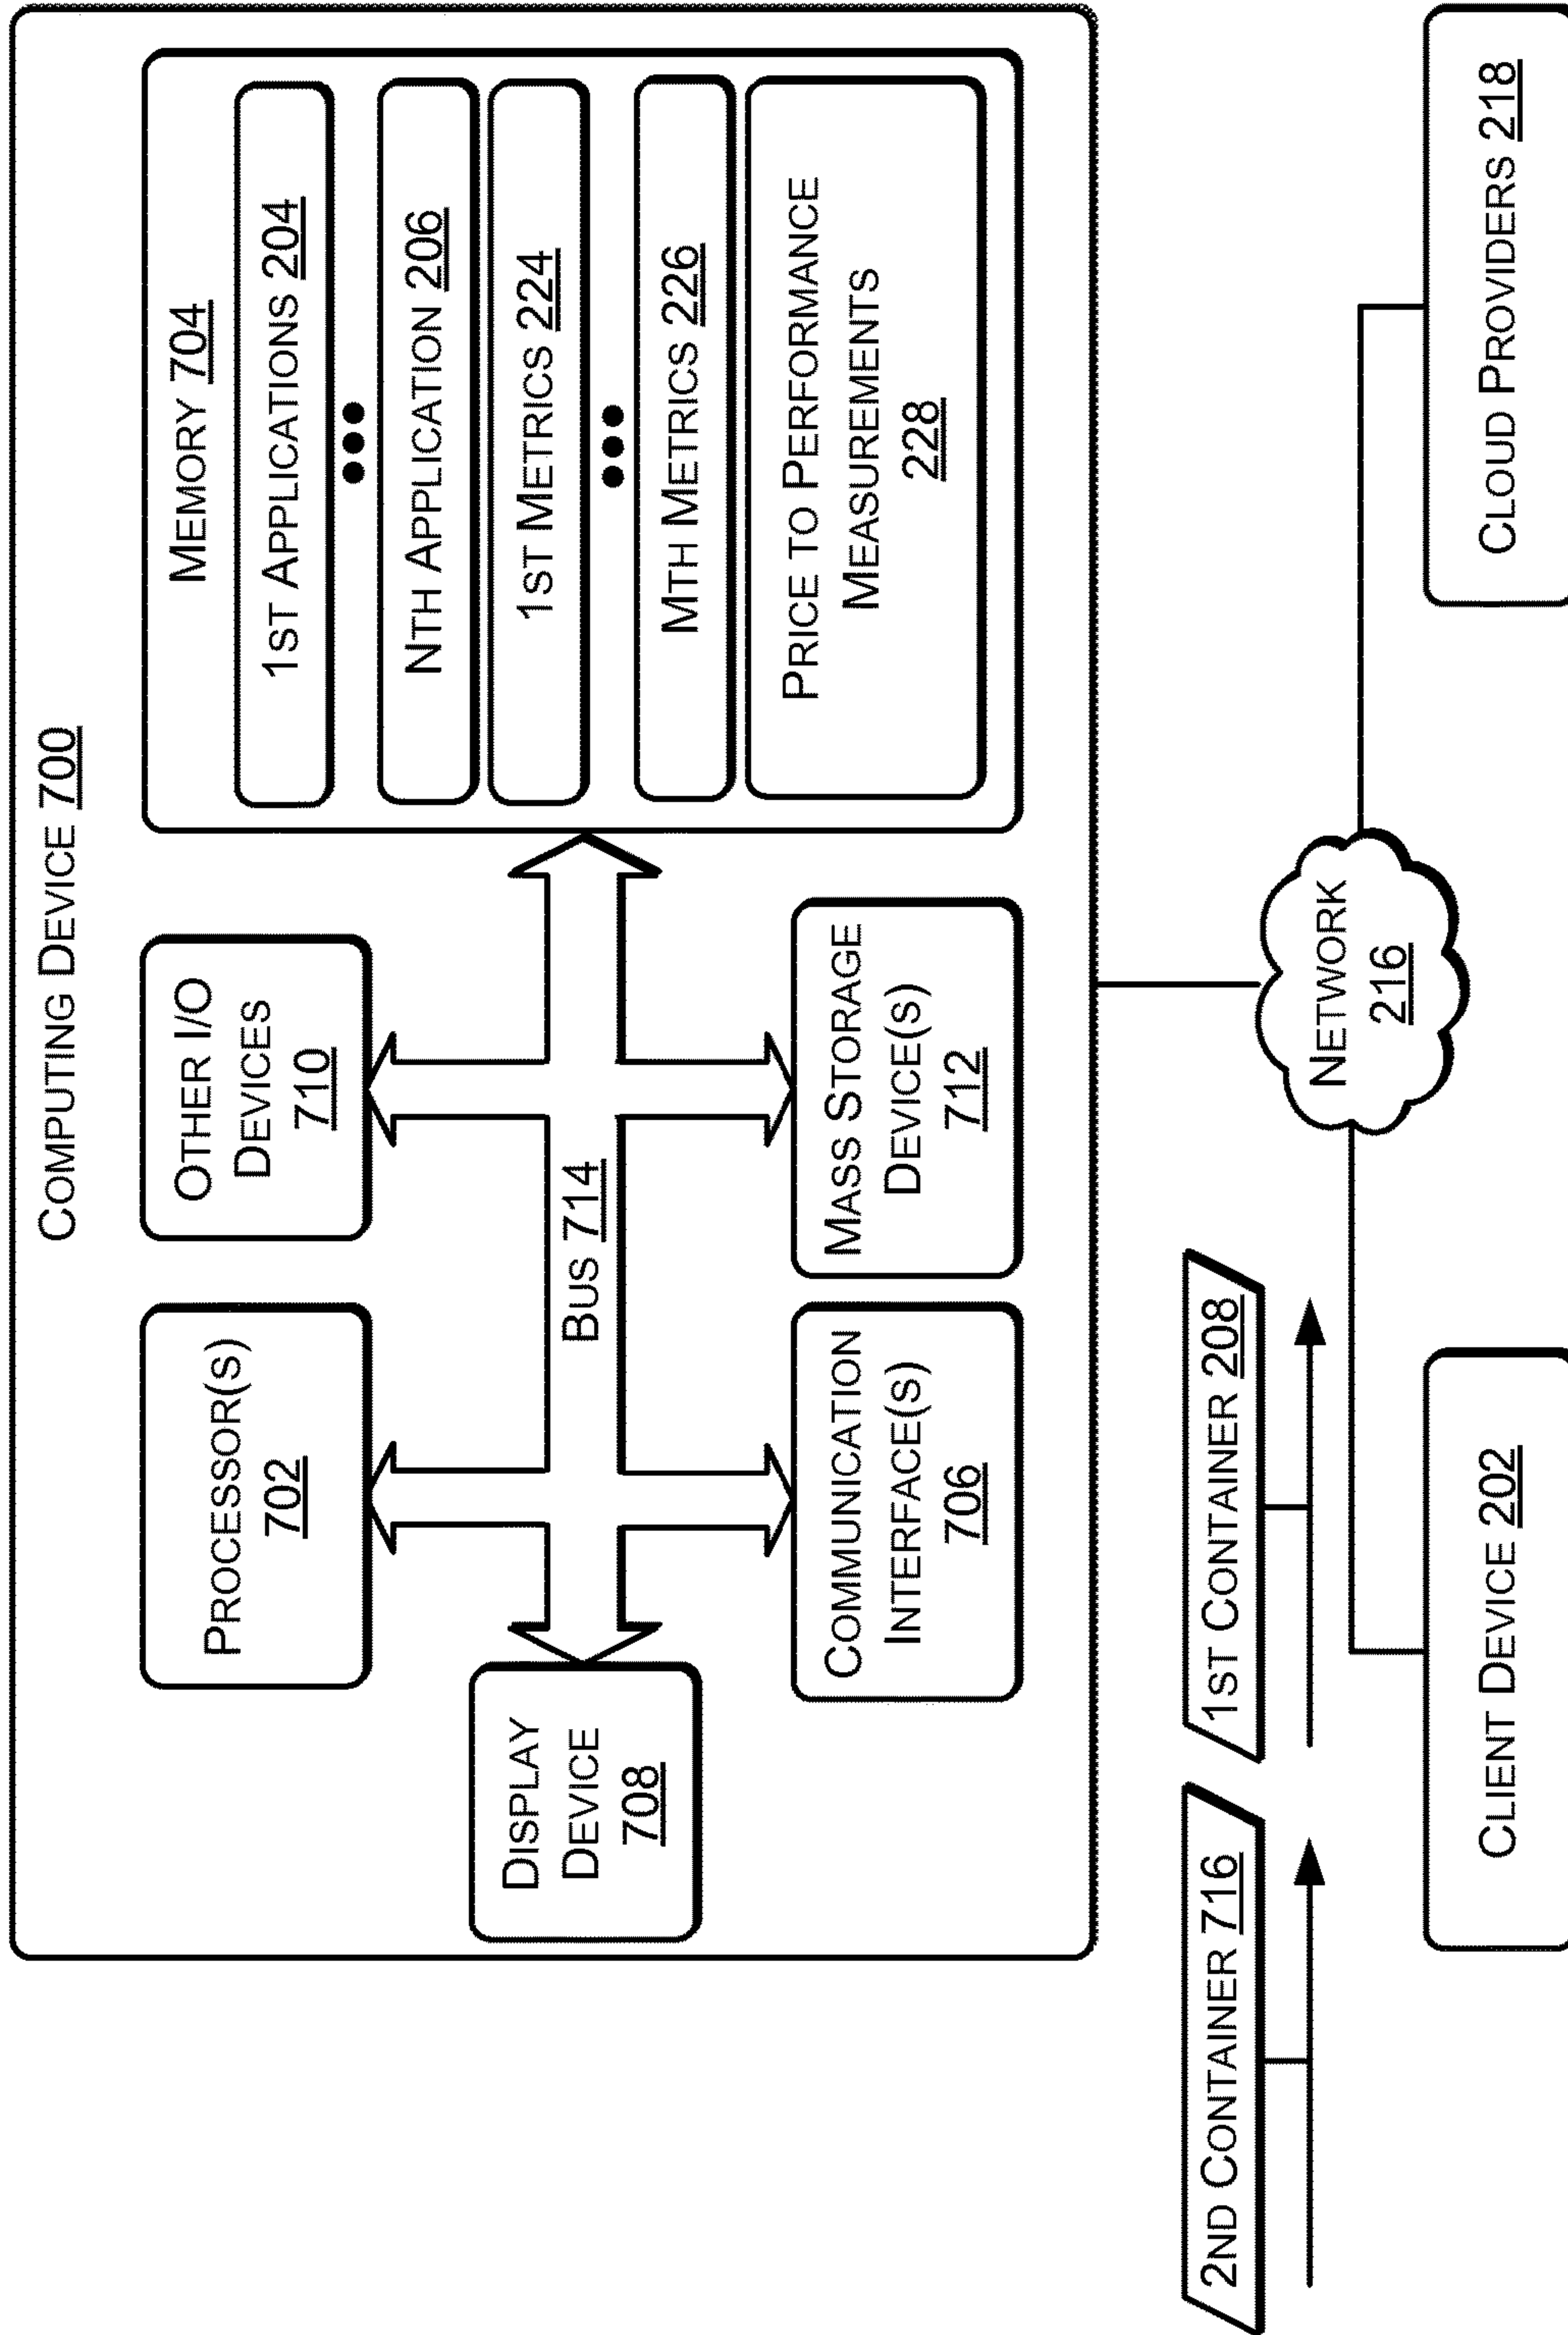 COMPUTING DEVICE 700
PROCESSOR(S)
702
OTHER I/O
DEVICES
710
MEMORY 704
1ST APPLICATIONS 204
NTH APPLICATION 206
1ST METRICS 224
MTH METRICS 226
PRICE TO PERFORMANCE
MEASUREMENTS
228
DISPLAY
DEVICE
708
BUS 714
COMMUNICATION
INTERFACE(S)
706
MASS STORAGE
DEVICE(S)
712
2ND CONTAINER 716
1ST CONTAINER 208
NETWORK
216
CLIENT DEVICE 202
CLOUD PROVIDERS 218